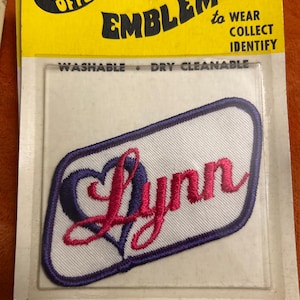 EMBLEM
to WEAR
COLLECT
IDENTIFY
WASHABLE • DRY CLEANABLE
Lynn